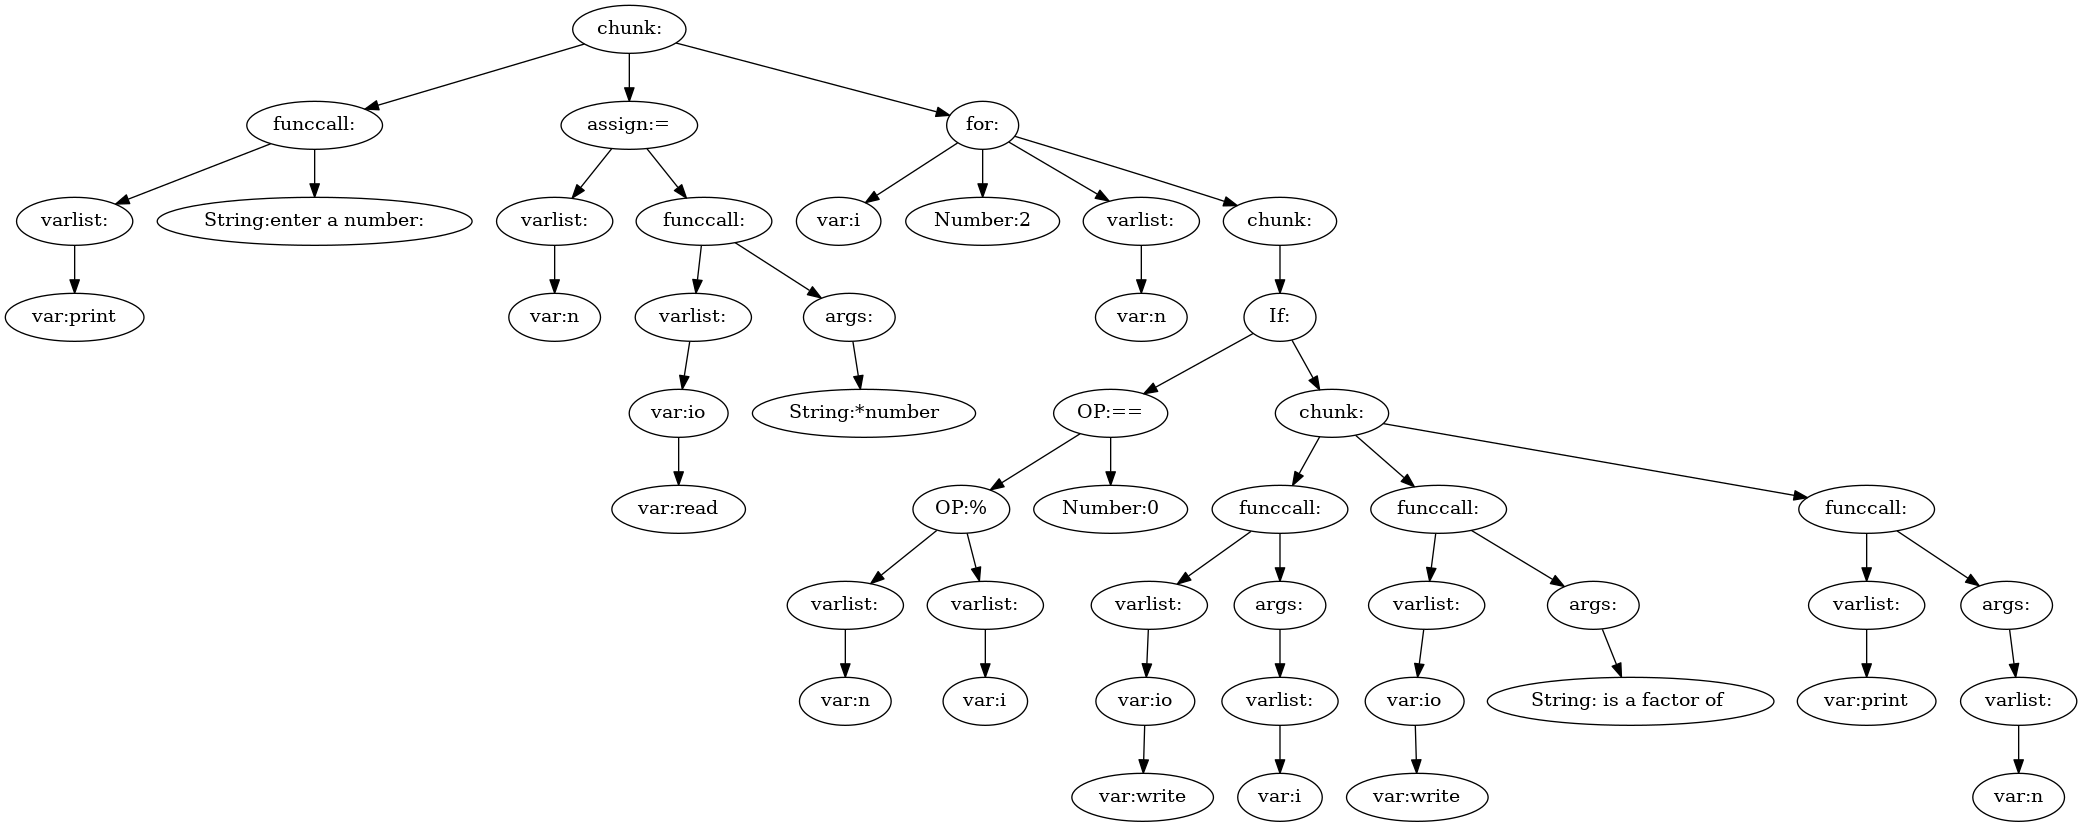 chunk:
funccall:
assign:=
for:
varlist:
String:enter a number:
varlist:
funccall:
var:i
Number:2
varlist:
chunk:
var:print
var:n
varlist:
args:
var:n
If:
var:io
String:*number
OP:==
chunk:
var:read
OP:%
Number:0
funccall:
funccall:
funccall:
varlist:
varlist:
varlist:
args:
varlist:
args:
varlist:
args:
var:n
var:i
var:io
varlist:
var:io
String: is a factor of
var:print
varlist:
var:write
var:i
var:write
var:n